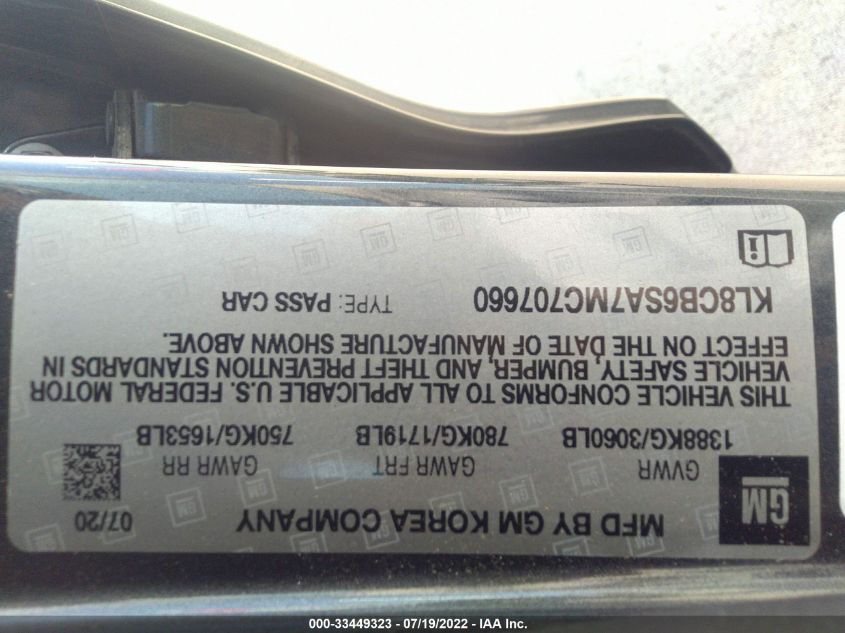 MFD BY GM KOREA COMPANY 07/20
GM
GVWR GAWR FRT GAWR RR
1388KG/3060LB 780KG/1719LB 750KG/1653LB
THIS VEHICLE CONFORMS TO ALL APPLICABLE U.S. FEDERAL MOTOR
VEHICLE SAFETY, BUMPER, AND THEFT PREVENTION STANDARDS IN
EFFECT ON THE DATE OF MANUFACTURE SHOWN ABOVE.
KL8CB6SA7MC707660 TYPE: PASS CAR
000-33449323 - 07/19/2022 - IAA Inc.